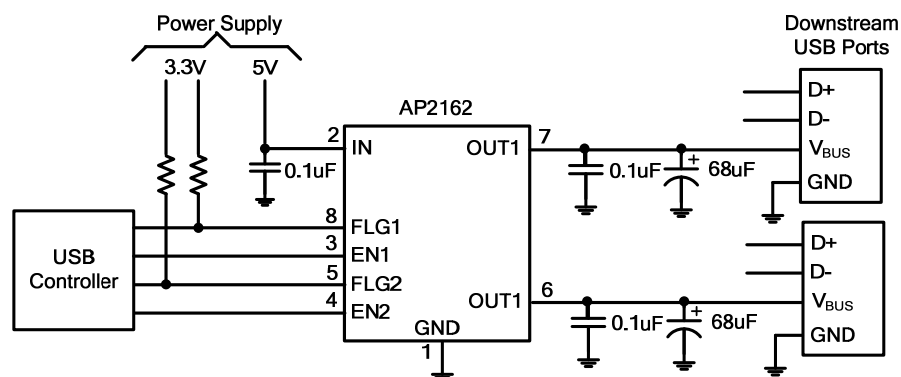 Power Supply
3.3V
5V
Downstream
USB Ports
AP2162
D+
D-
VBUS
GND
2
IN
0.1uF
OUT1
7
0.1uF
68uF
USB
Controller
8
FLG1
3
EN1
5
FLG2
4
EN2
GND
1
OUT1
6
0.1uF
68uF
D+
D-
VBUS
GND